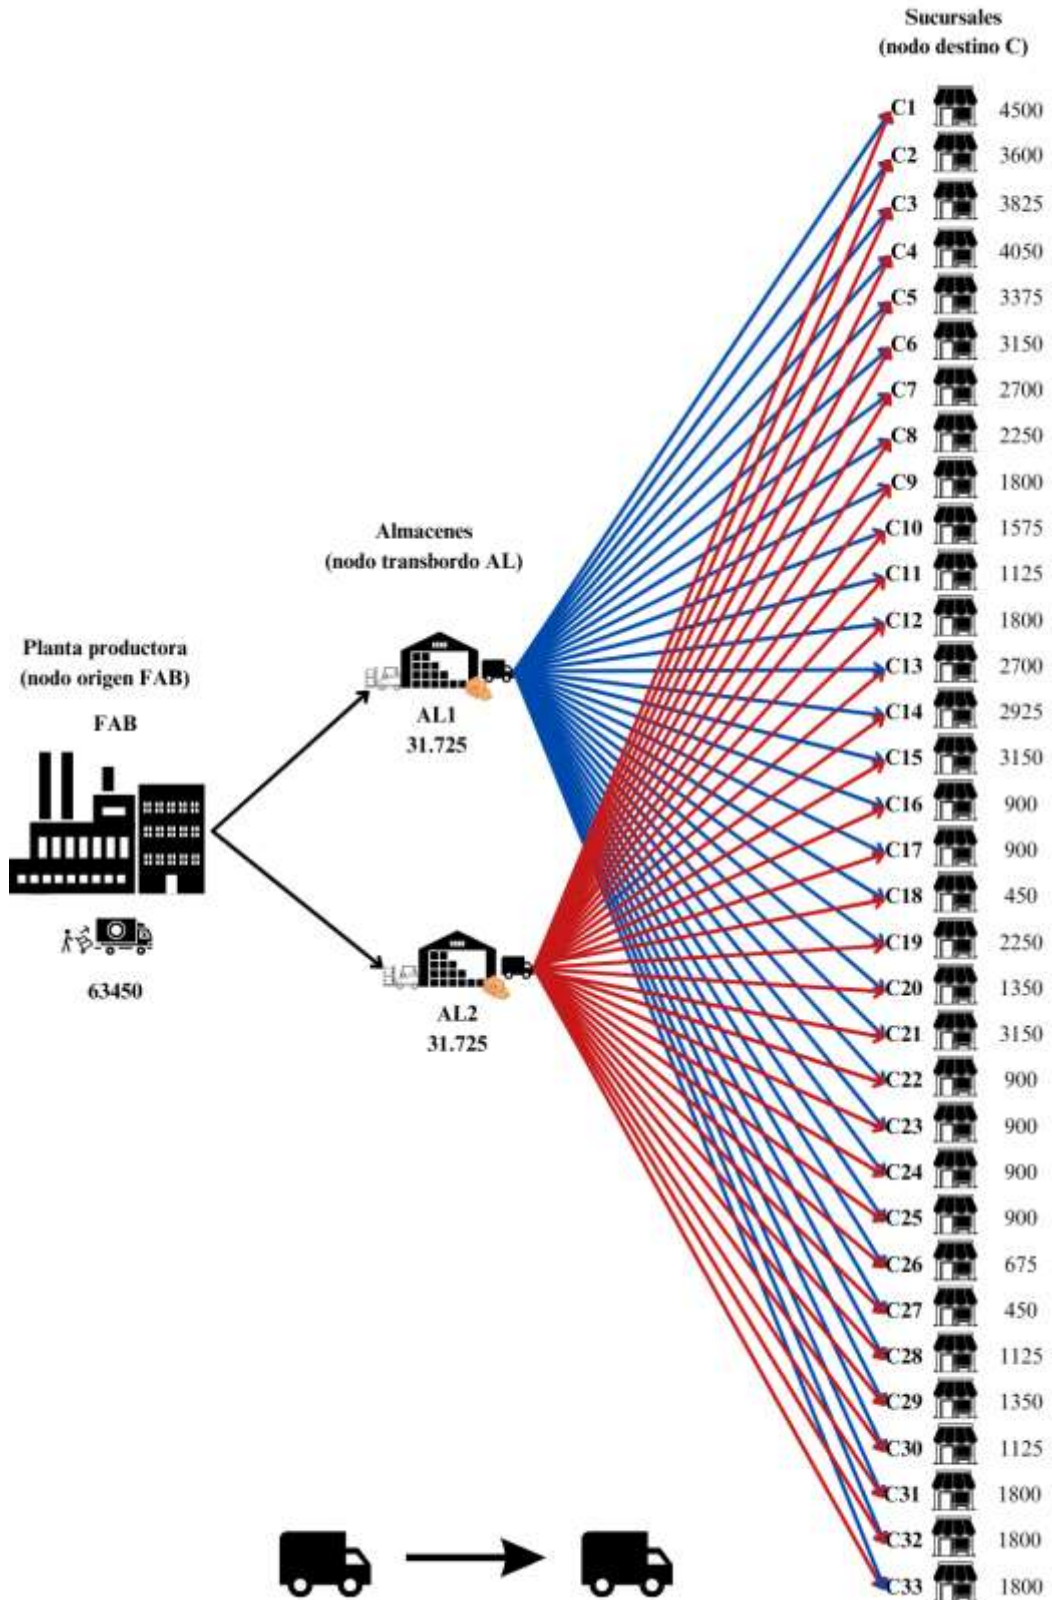 Sucursales
(nodo destino C)
C1 4500
C2 3600
C3 3825
C4 4050
C5 3375
C6 3150
C7 2700
C8 2250
C9 1800
C10 1575
C11 1125
C12 1800
C13 2700
C14 2925
C15 3150
C16 900
C17 900
C18 450
C19 2250
C20 1350
C21 3150
C22 900
C23 900
C24 900
C25 900
C26 675
C27 450
C28 1125
C29 1350
C30 1125
C31 1800
C32 1800
C33 1800
Almacenes
(nodo transbordo AL)
AL1
31.725
AL2
31.725
Planta productora
(nodo origen FAB)
FAB
63450